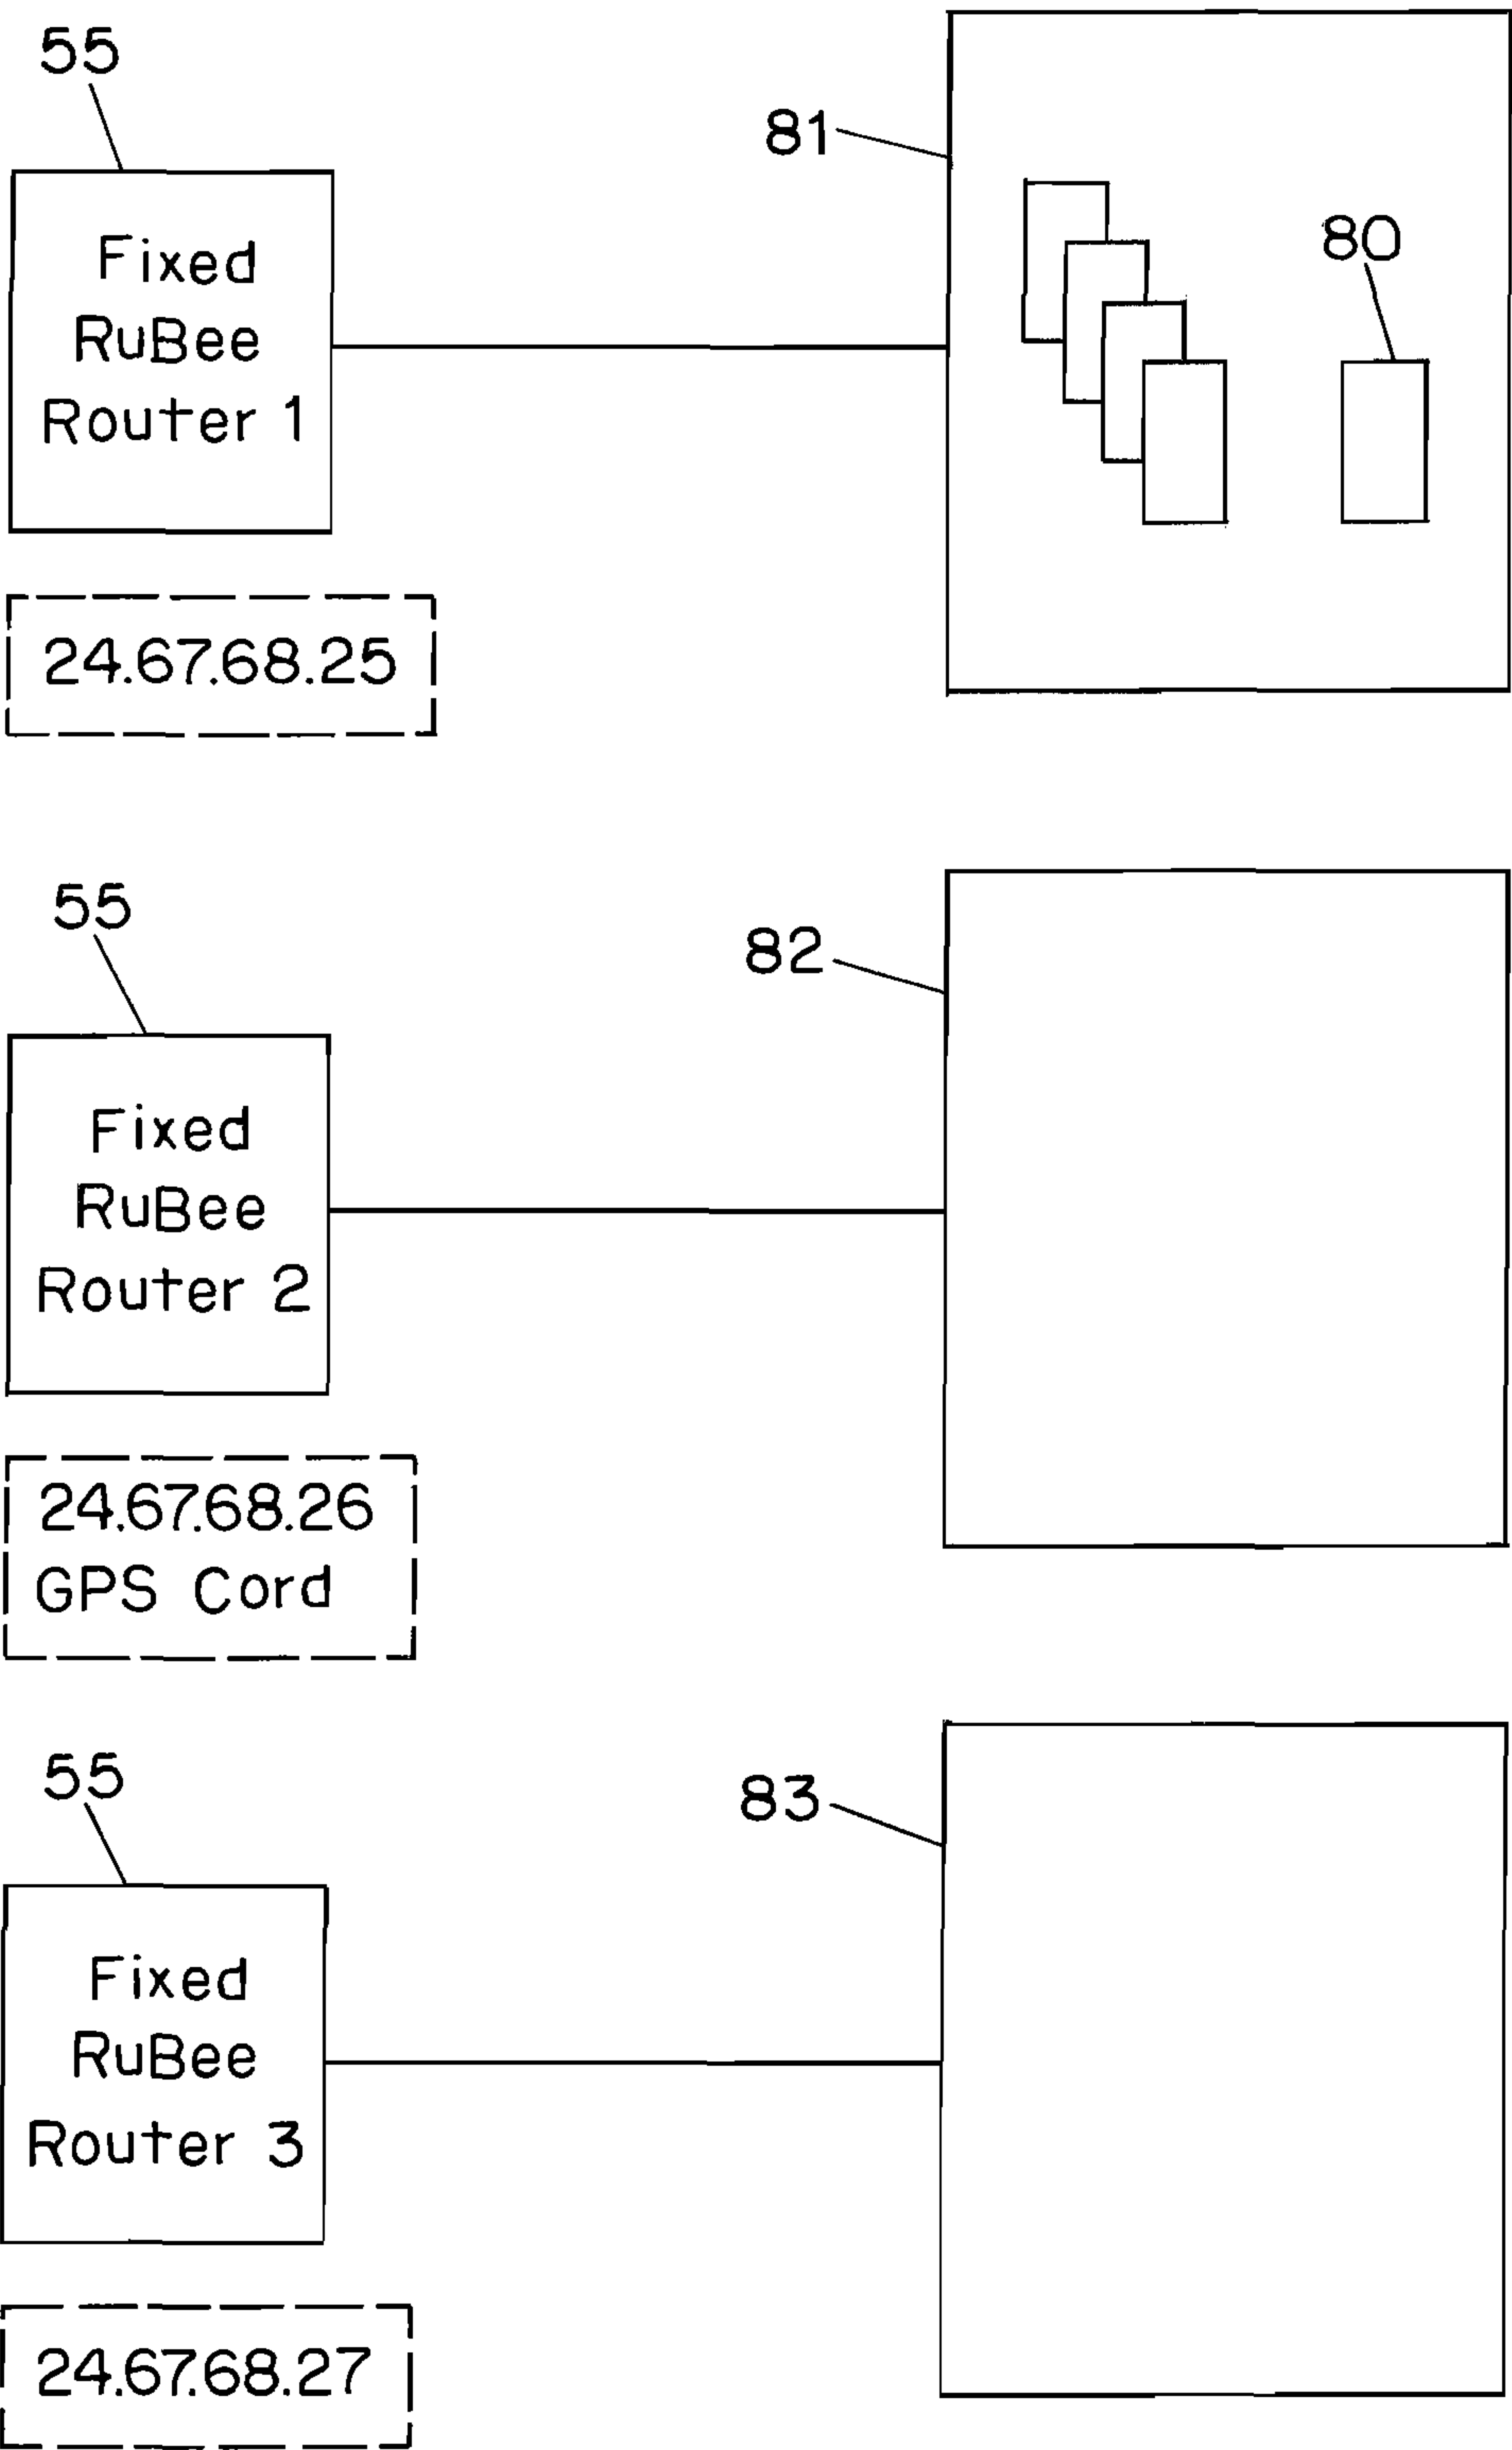 55
81
80
Fixed
RuBee
Router 1
24.67.68.25
55
82
Fixed
RuBee
Router 2
24.67.68.26
GPS Cord
55
83
Fixed
RuBee
Router 3
24.67.68.27